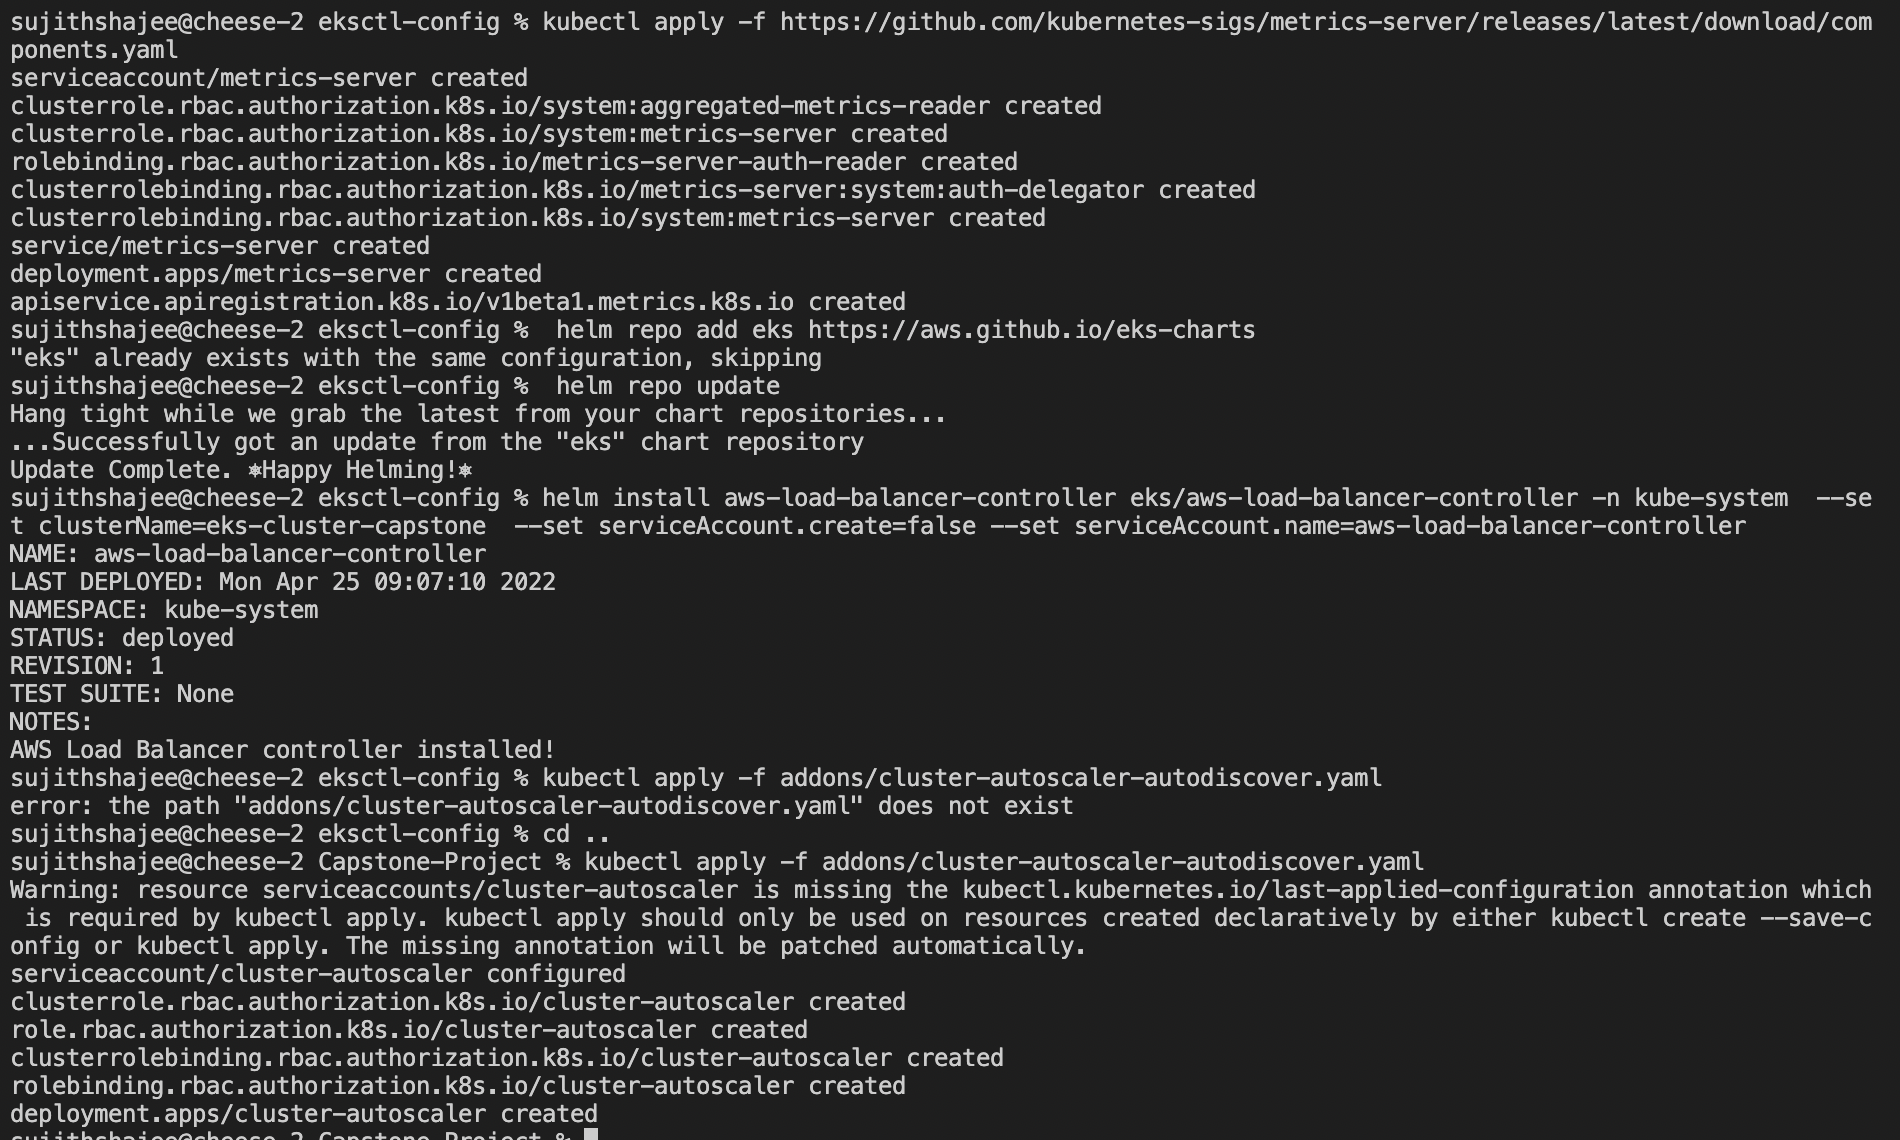 sujithshajee@cheese-2 eksctl-config % kubectl apply -f https://github.com/kubernetes-sigs/metrics-server/releases/latest/download/com
ponents.yaml
serviceaccount/metrics-server created
clusterrole.rbac.authorization.k8s.io/system:aggregated-metrics-reader created
clusterrole.rbac.authorization.k8s.io/system:metrics-server created
rolebinding.rbac.authorization.k8s.io/metrics-server-auth-reader created
clusterrolebinding.rbac.authorization.k8s.io/metrics-server:system:auth-delegator created
clusterrolebinding.rbac.authorization.k8s.io/system:metrics-server created
service/metrics-server created
deployment.apps/metrics-server created
apiservice.apiregistration.k8s.io/v1beta1.metrics.k8s.io created
sujithshajee@cheese-2 eksctl-config %  helm repo add eks https://aws.github.io/eks-charts
"eks" already exists with the same configuration, skipping
sujithshajee@cheese-2 eksctl-config %  helm repo update
Hang tight while we grab the latest from your chart repositories...
...Successfully got an update from the "eks" chart repository
Update Complete. ⎈Happy Helming!⎈
sujithshajee@cheese-2 eksctl-config % helm install aws-load-balancer-controller eks/aws-load-balancer-controller -n kube-system  --se
t clusterName=eks-cluster-capstone  --set serviceAccount.create=false --set serviceAccount.name=aws-load-balancer-controller
NAME: aws-load-balancer-controller
LAST DEPLOYED: Mon Apr 25 09:07:10 2022
NAMESPACE: kube-system
STATUS: deployed
REVISION: 1
TEST SUITE: None
NOTES:
AWS Load Balancer controller installed!
sujithshajee@cheese-2 eksctl-config % kubectl apply -f addons/cluster-autoscaler-autodiscover.yaml
error: the path "addons/cluster-autoscaler-autodiscover.yaml" does not exist
sujithshajee@cheese-2 eksctl-config % cd ..
sujithshajee@cheese-2 Capstone-Project % kubectl apply -f addons/cluster-autoscaler-autodiscover.yaml
Warning: resource serviceaccounts/cluster-autoscaler is missing the kubectl.kubernetes.io/last-applied-configuration annotation which
 is required by kubectl apply. kubectl apply should only be used on resources created declaratively by either kubectl create --save-c
onfig or kubectl apply. The missing annotation will be patched automatically.
serviceaccount/cluster-autoscaler configured
clusterrole.rbac.authorization.k8s.io/cluster-autoscaler created
role.rbac.authorization.k8s.io/cluster-autoscaler created
clusterrolebinding.rbac.authorization.k8s.io/cluster-autoscaler created
rolebinding.rbac.authorization.k8s.io/cluster-autoscaler created
deployment.apps/cluster-autoscaler created
sujithshajee@cheese-2 Capstone-Project %